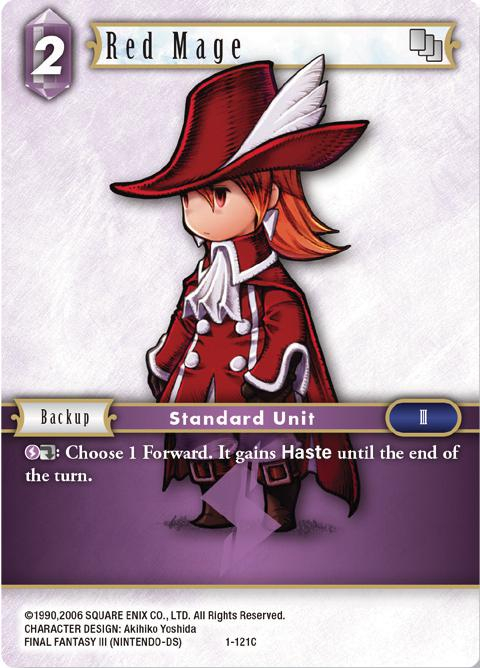 2
Red Mage
Backup
Standard Unit
III
: Choose 1 Forward. It gains Haste until the end of
the turn.
©1990,2006 SQUARE ENIX CO., LTD. All Rights Reserved.
CHARACTER DESIGN: Akihiko Yoshida
FINAL FANTASY III (NINTENDO-DS) 1-121C